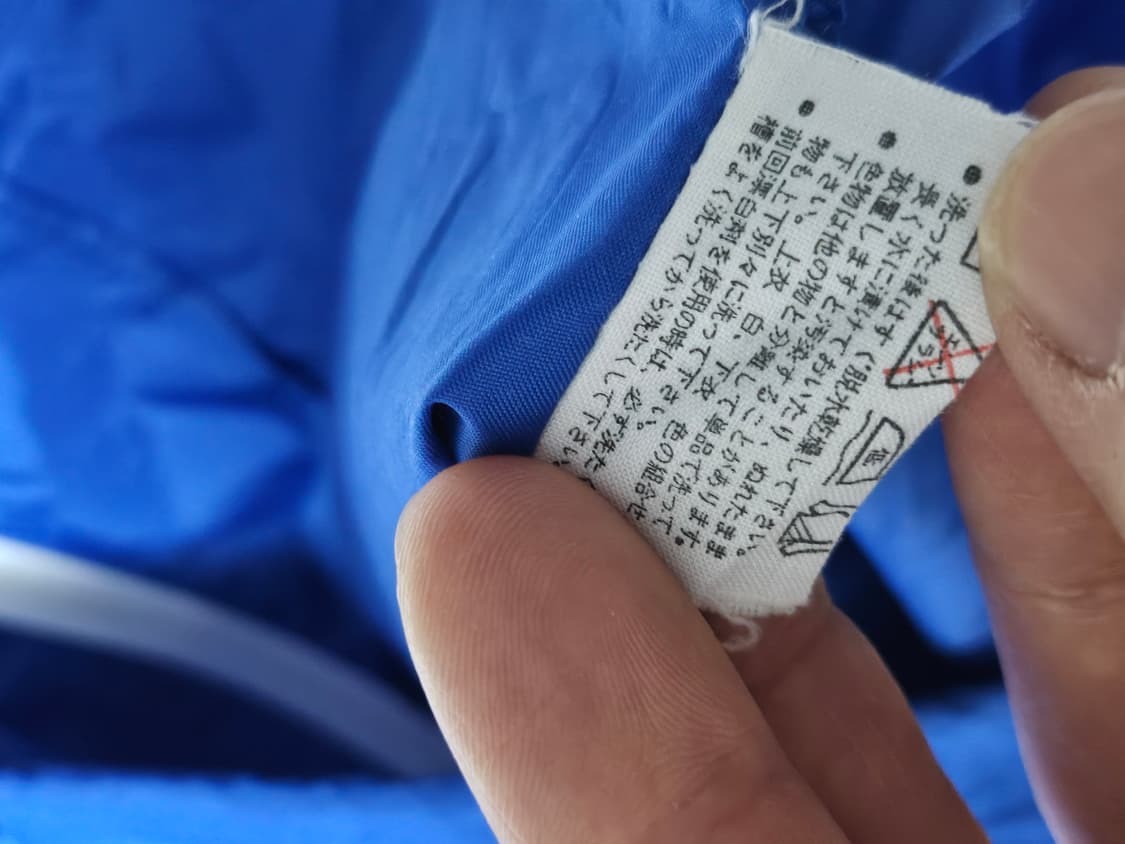 低
● 洗った後はすぐ脱水乾燥して下さい。
長く水に漬けておいたり、ぬれたまま
放置しますと汚染することがあります。
● 色物は他の物と分離して単品で洗って
下さい。上衣 白、下衣 色の組合せ
物も上下別々に洗って下さい。
● 前回漂白剤を使用の時は、必ず洗た
槽をよく洗ってから洗たくして下さい